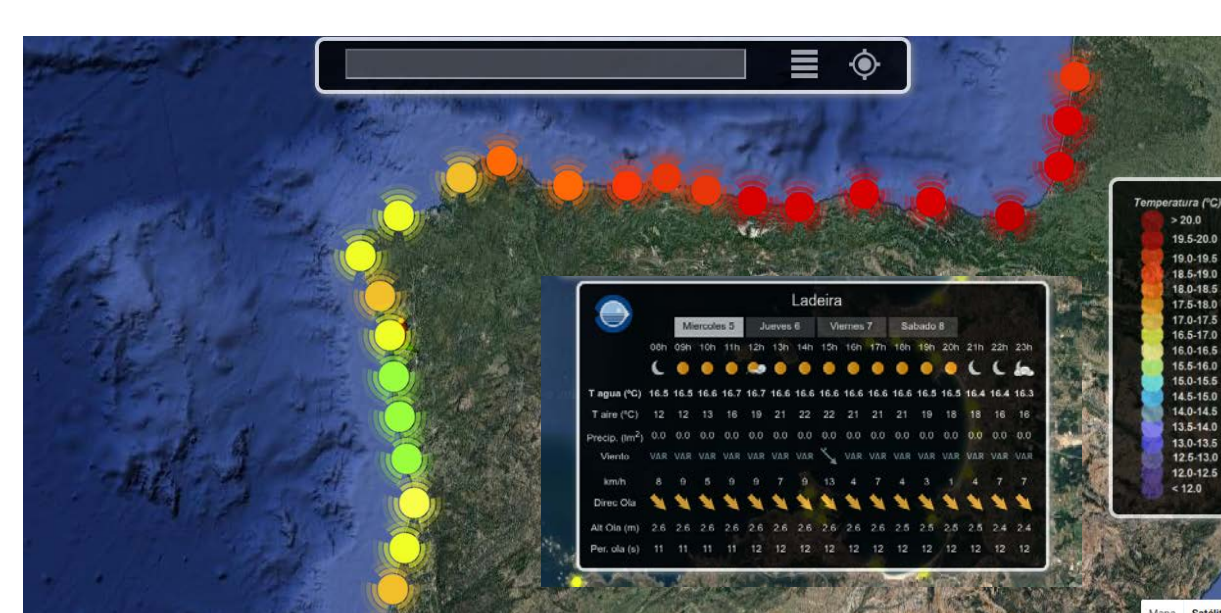 Ladeira
Miercoles 5 Jueves 6 Viernes 7 Sabado 8
08h 09h 10h 11h 12h 13h 14h 15h 16h 17h 18h 19h 20h 21h 22h 23h
T agua (ºC) 16.5 16.5 16.6 16.7 16.7 16.6 16.6 16.6 16.6 16.6 16.6 16.5 16.5 16.4 16.4 16.3
T aire (ºC) 12 12 13 16 19 21 22 22 21 21 21 19 18 18 16 16
Precip. (lm2) 0.0 0.0 0.0 0.0 0.0 0.0 0.0 0.0 0.0 0.0 0.0 0.0 0.0 0.0 0.0 0.0
Viento VAR VAR VAR VAR VAR VAR VAR VAR VAR VAR VAR VAR VAR VAR VAR
km/h 8 9 5 9 9 7 9 13 4 7 4 3 1 4 7 7
Direc Ola
Alt Ola (m) 2.6 2.6 2.6 2.6 2.6 2.6 2.6 2.6 2.6 2.6 2.5 2.5 2.5 2.5 2.4 2.4
Per. ola (s) 11 11 11 11 12 12 12 12 12 12 12 12 12 12 12 12
Temperatura (ºC)
> 20.0
19.5-20.0
19.0-19.5
18.5-19.0
18.0-18.5
17.5-18.0
17.0-17.5
16.5-17.0
16.0-16.5
15.5-16.0
15.0-15.5
14.5-15.0
14.0-14.5
13.5-14.0
13.0-13.5
12.5-13.0
12.0-12.5
< 12.0